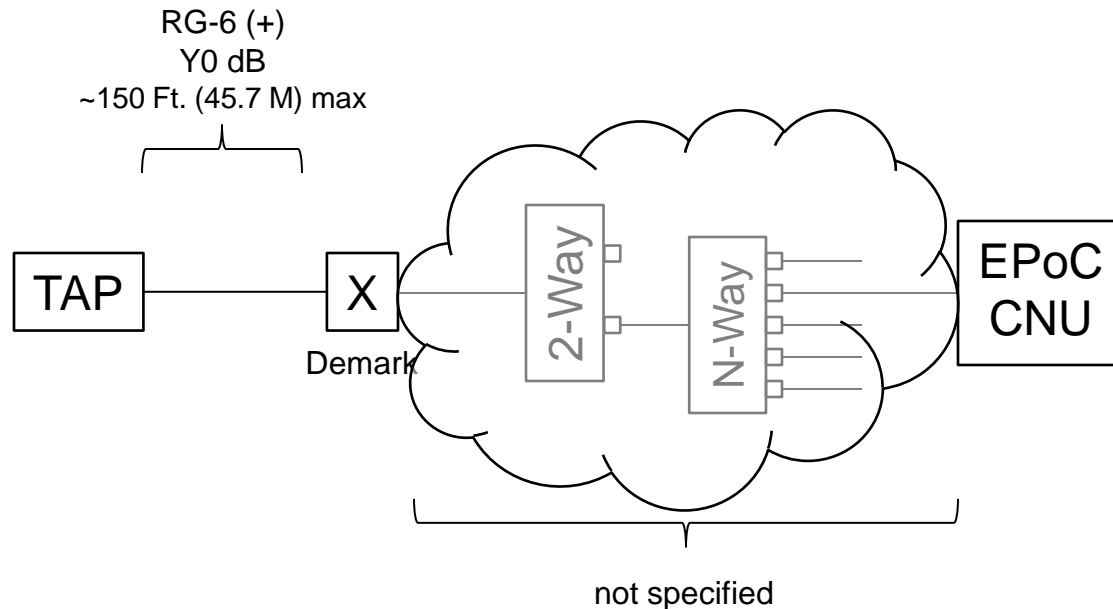 RG-6 (+)
Y0 dB
~150 Ft. (45.7 M) max
TAP
X
Demark
2-Way
N-Way
EPoC
CNU
not specified